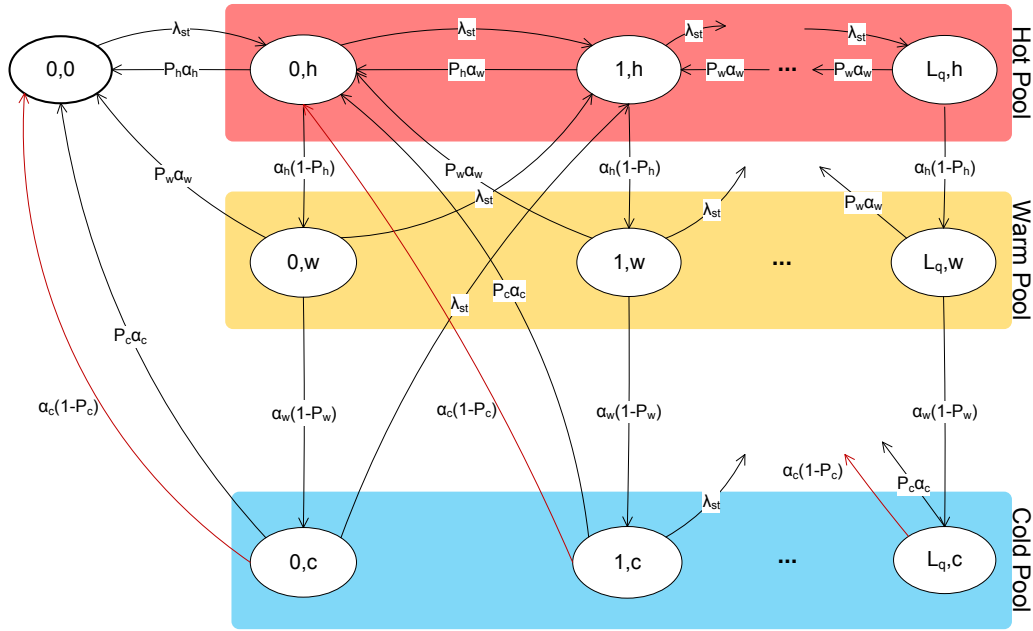 λst
λst
λst
λst
0,0
Phαh
0,h
Phαw
1,h
Pwαw
...
Pwαw
Lq,h
Hot Pool
Pwαw
αh(1-Ph)
Pwαw
αh(1-Ph)
αh(1-Ph)
λst
λst
Pwαw
0,w
1,w
...
Lq,w
Warm Pool
Pcαc
λst
Pcαc
αc(1-Pc)
αw(1-Pw)
αc(1-Pc)
αw(1-Pw)
αw(1-Pw)
αc(1-Pc)
Pcαc
λst
0,c
1,c
...
Lq,c
Cold Pool